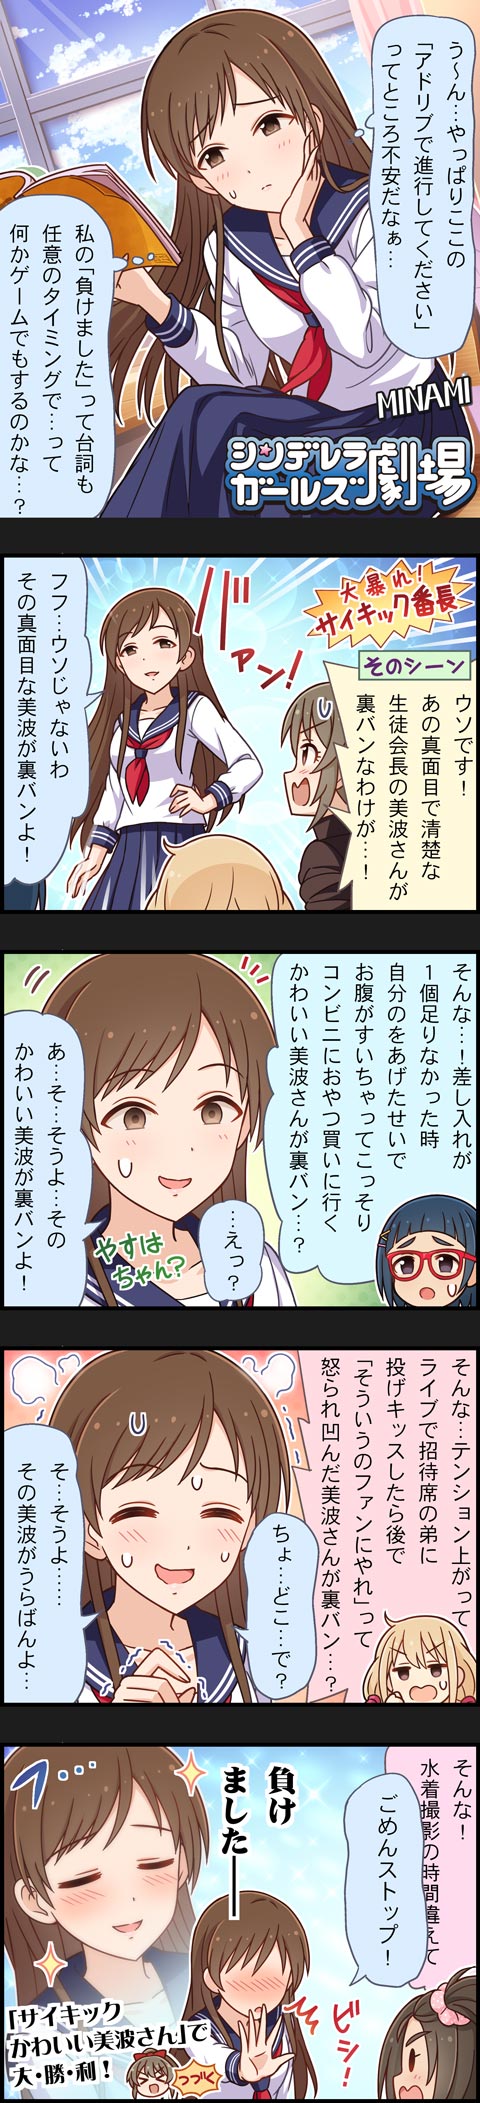 う～ん…やっぱりここの
「アドリブで進行してください」
ってところ不安だなぁ…
私の「負けました」って台詞も
任意のタイミングで…って
何かゲームでもするのかな…?
MINAMI
シンデレラ
ガールズ劇場
大暴れ!
サイキック番長
そのシーン
ウソです!
あの真面目で清楚な
生徒会長の美波さんが
裏バンなわけが…!
バァン!
フフ…ウソじゃないわ
その真面目な美波が裏バンよ!
そんな…!差し入れが
1個足りなかった時
自分のをあげたせいで
お腹がすいちゃってこっそり
コンビニにおやつ買いに行く
かわいい美波さんが裏バン…?
…えっ?
やすは
ちゃん?
あ…そ…そうよ…その
かわいい美波が裏バンよ!
そんな…テンション上がって
ライブで招待席の弟に
投げキッスしたら後で
「そういうのファンにやれ」って
怒られ凹んだ美波さんが裏バン…?
ちょ…どこ…で?
そ…そうよ……
その美波がうらばんよ…
そんな!
水着撮影の時間違えて
ごめんストップ!
負け
ました――
フ…
ビシ!
「サイキック
かわいい美波さん」で
大・勝・利!
つづく